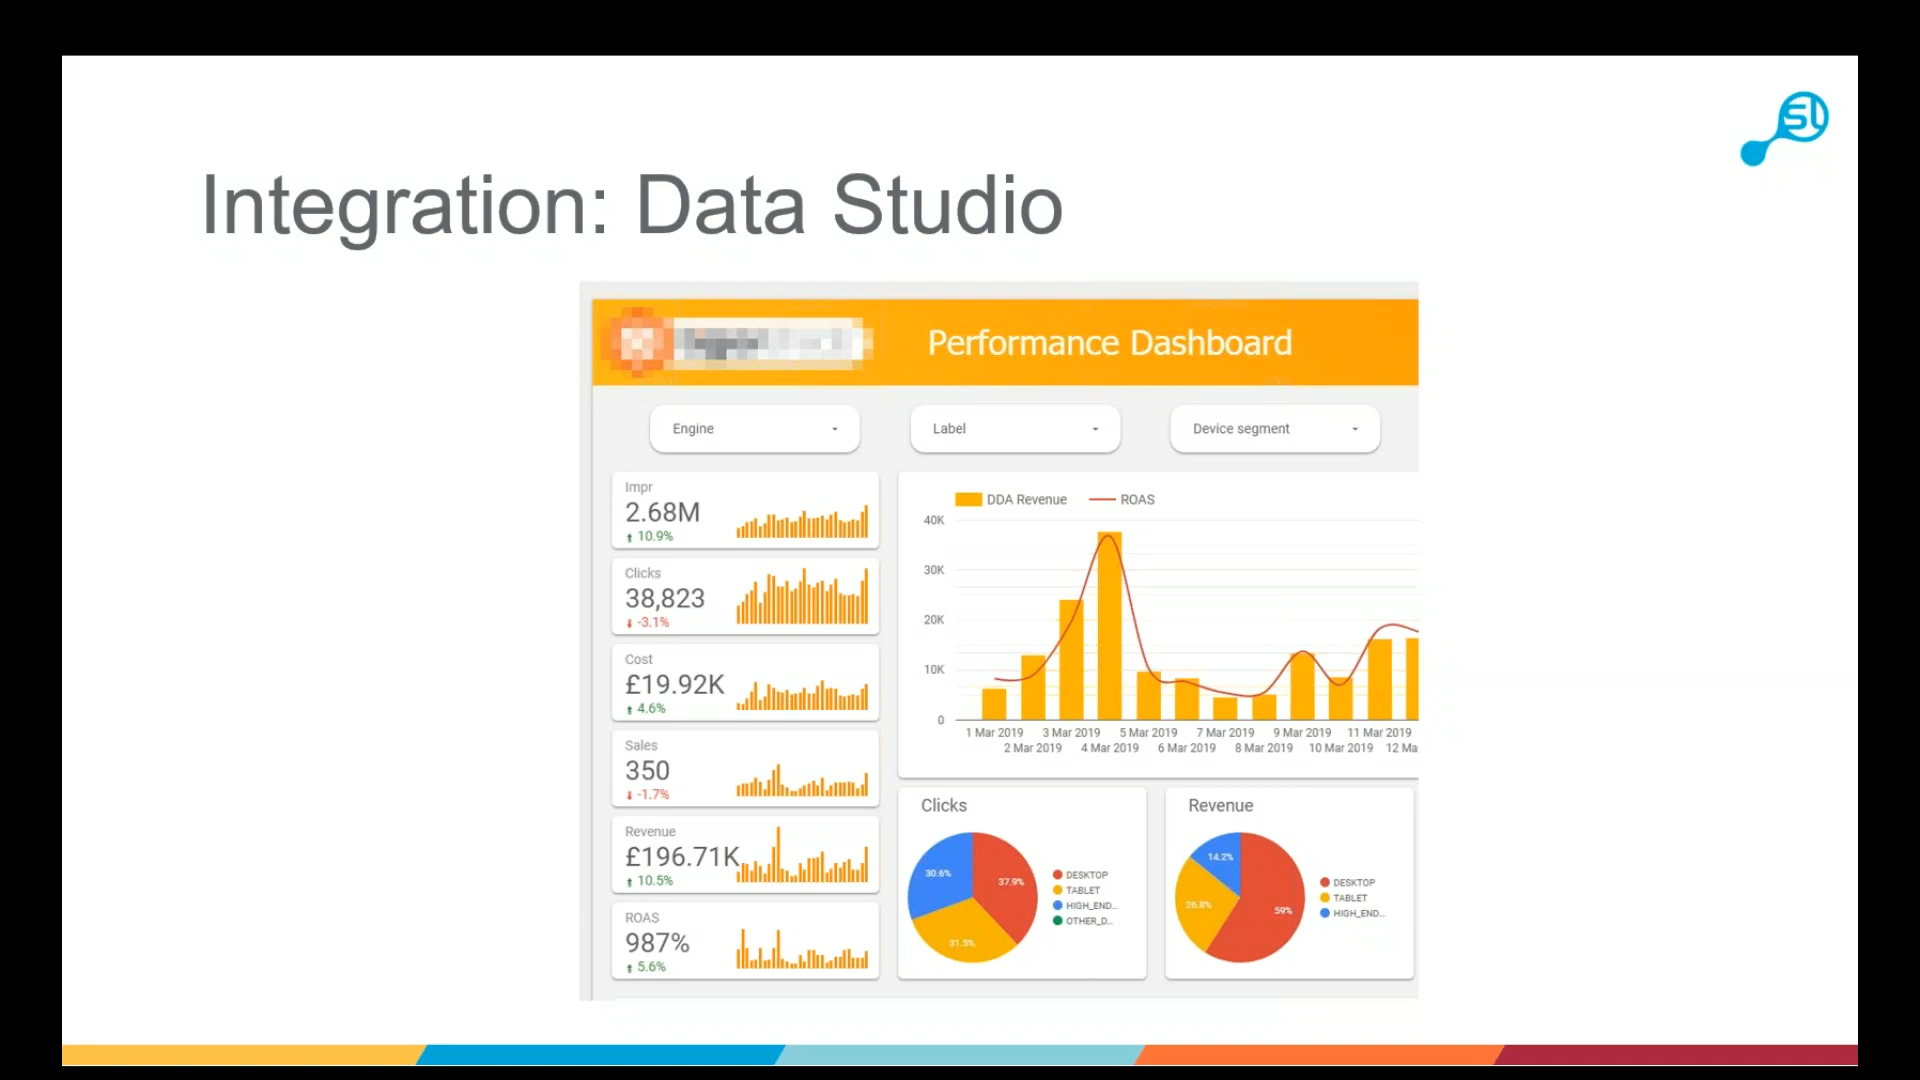 SL
Integration: Data Studio
Performance Dashboard
Engine
Label
Device segment
Impr
2.68M
10.9%
Clicks
38,823
-3.1%
Cost
£19.92K
4.6%
Sales
350
-1.7%
Revenue
£196.71K
10.5%
ROAS
987%
5.6%
DDA Revenue
ROAS
40K
30K
20K
10K
0
1 Mar 2019 3 Mar 2019 5 Mar 2019 7 Mar 2019 9 Mar 2019 11 Mar 2019
2 Mar 2019 4 Mar 2019 6 Mar 2019 8 Mar 2019 10 Mar 2019 12 Ma
Clicks
30.6%
37.9%
31.5%
DESKTOP
TABLET
HIGH_END...
OTHER_D...
Revenue
14.2%
26.8%
59%
DESKTOP
TABLET
HIGH_END...